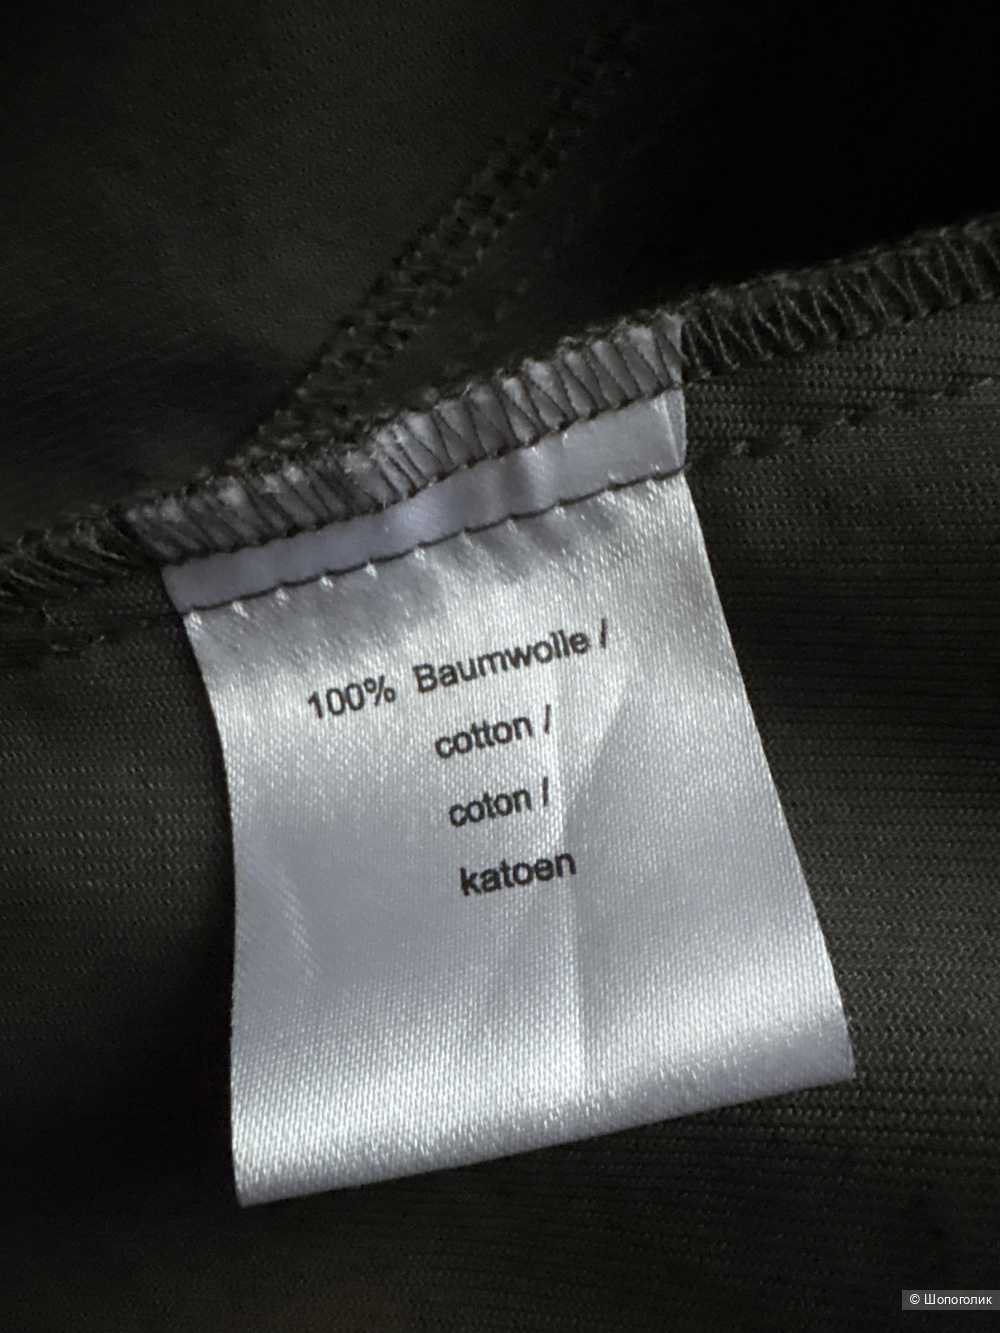 100% Baumwolle /
cotton /
coton /
katoen
© Шопоголик